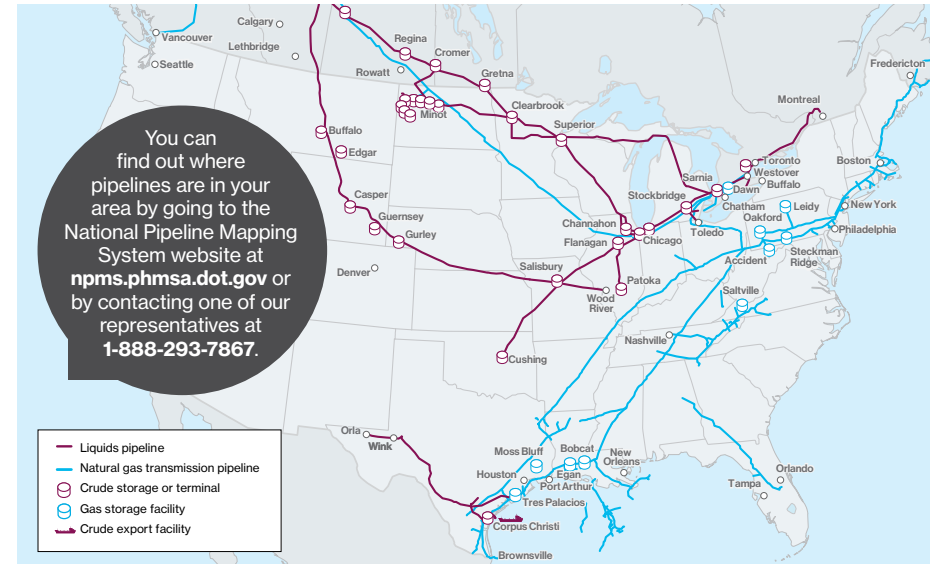 Calgary
Vancouver
Lethbridge
Seattle
Regina
Cromer
Rowatt
Gretna
Minot
Clearbrook
Superior
Fredericton
Montreal
You can
find out where
pipelines are in your
area by going to the
National Pipeline Mapping
System website at
npms.phmsa.dot.gov or
by contacting one of our
representatives at
1-888-293-7867.
Buffalo
Edgar
Casper
Guernsey
Gurley
Denver
Toronto
Westover
Buffalo
Boston
Sarnia
Dawn
Stockbridge
Chatham
Leidy
New York
Oakford
Channahon
Toledo
Philadelphia
Flanagan
Chicago
Accident
Steckman
Ridge
Salisbury
Patoka
Wood
River
Saltville
Nashville
Cushing
Orla
Wink
Moss Bluff
Bobcat
New
Orleans
Houston
Egan
Port Arthur
Orlando
Tampa
Tres Palacios
Corpus Christi
Brownsville
Liquids pipeline
Natural gas transmission pipeline
Crude storage or terminal
Gas storage facility
Crude export facility